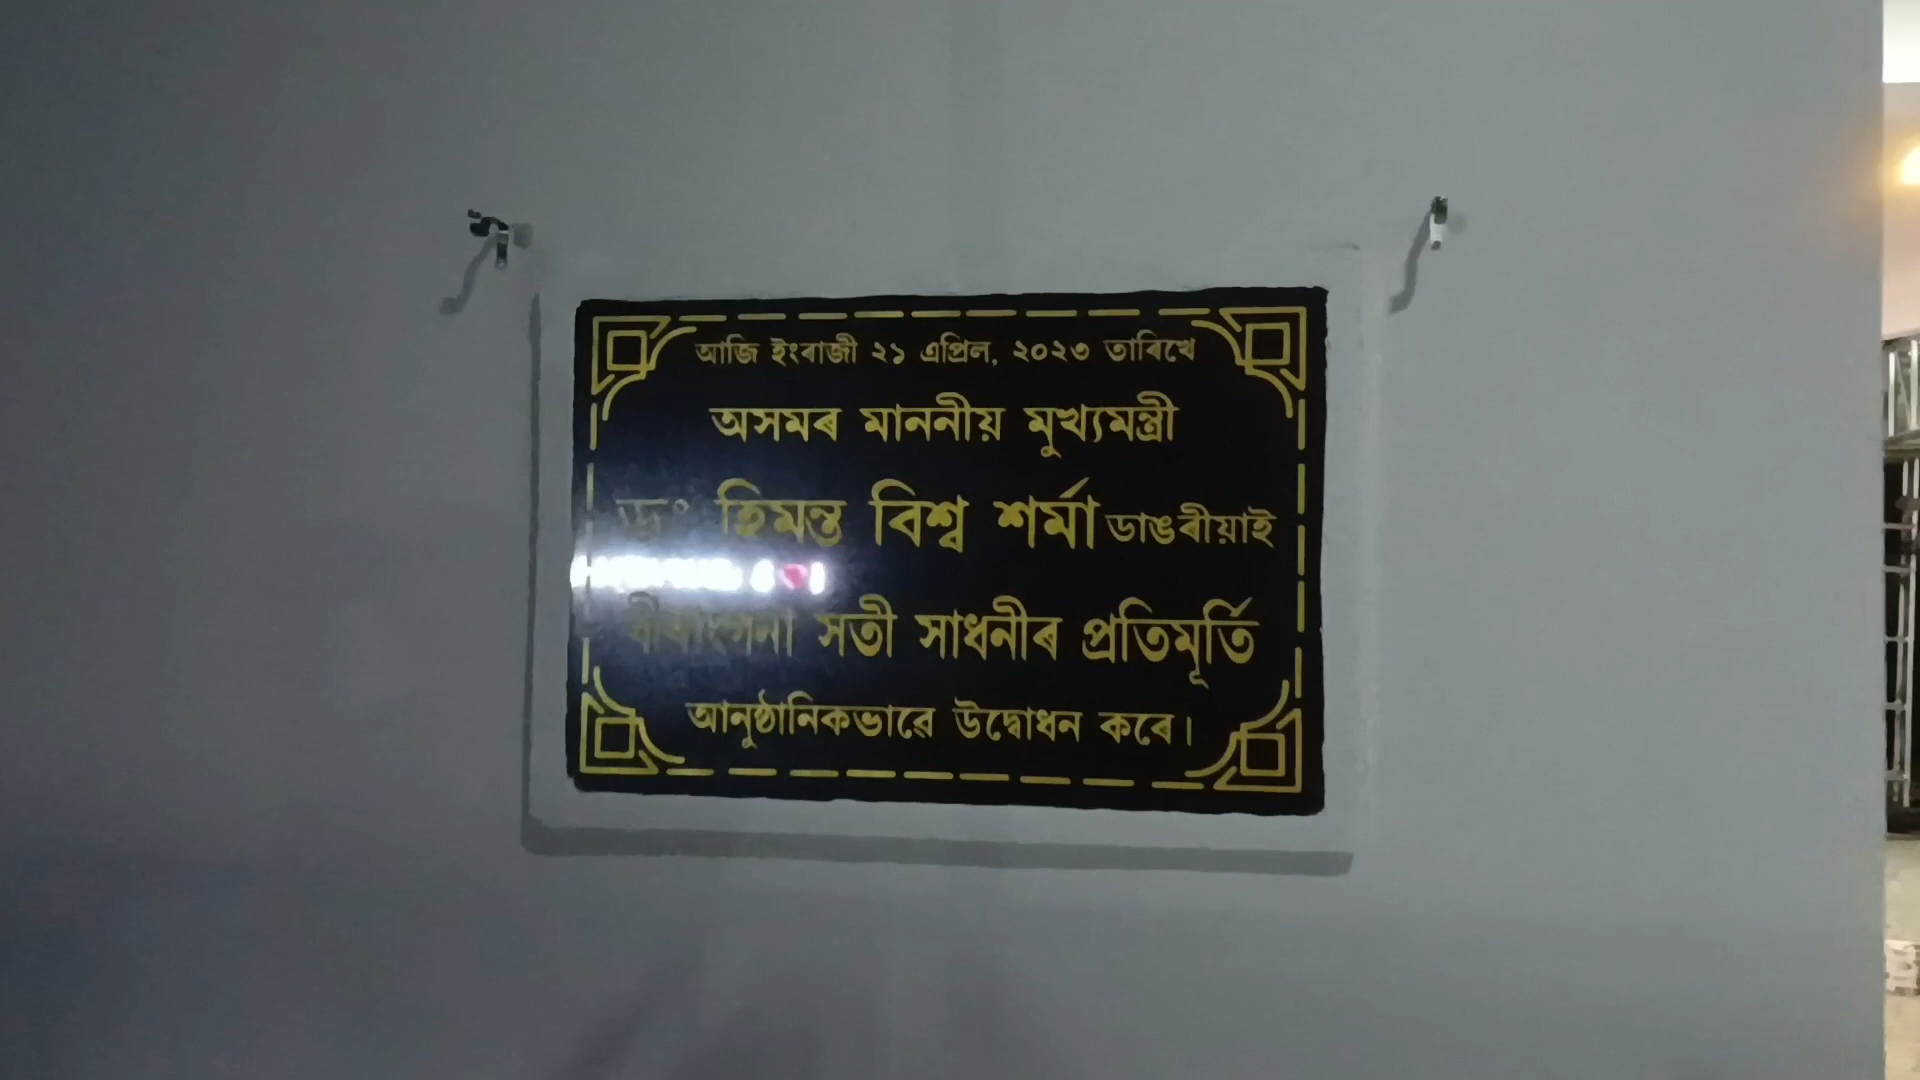 আজি ইংৰাজী ২১ এপ্ৰিল, ২০২৩ তাৰিখে
অসমৰ মাননীয় মুখ্যমন্ত্ৰী
ডঃ হিমন্ত বিশ্ব শৰ্মা ডাঙৰীয়াই
সতী সাধনীৰ প্ৰতিমূৰ্তি
আনুষ্ঠানিকভাৱে উদ্বোধন কৰে।